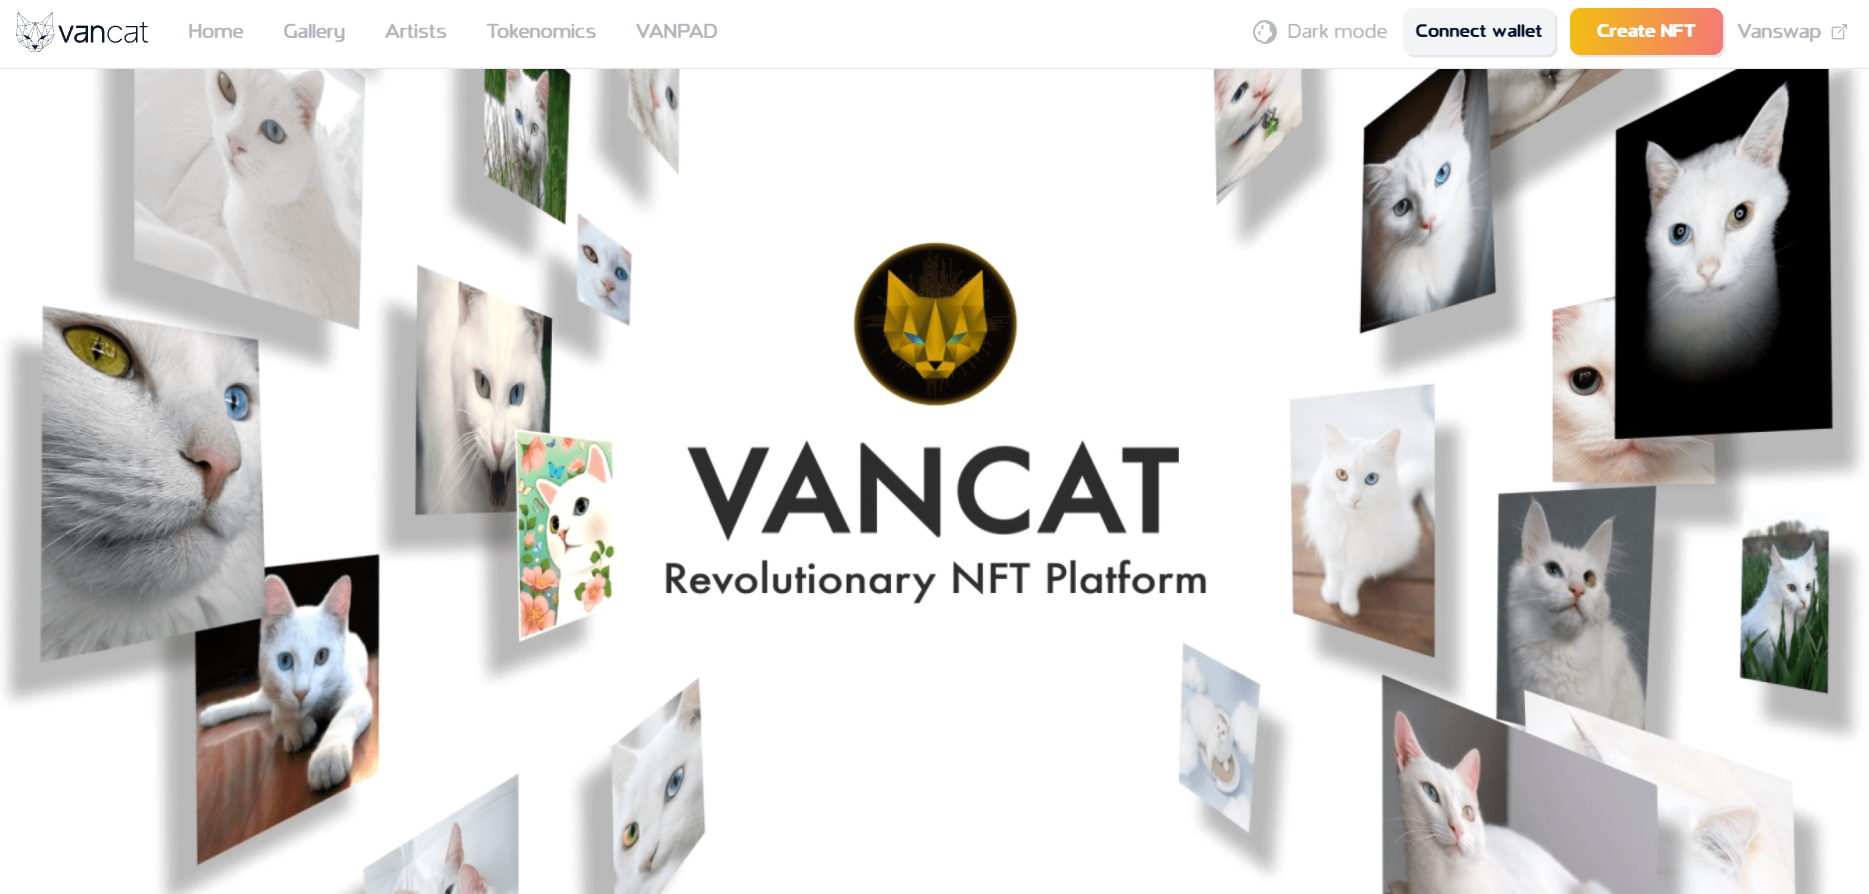 vancat
Home
Gallery
Artists
Tokenomics
VANPAD
Dark mode
Connect wallet
Create NFT
Vanswap
VANCAT
Revolutionary NFT Platform